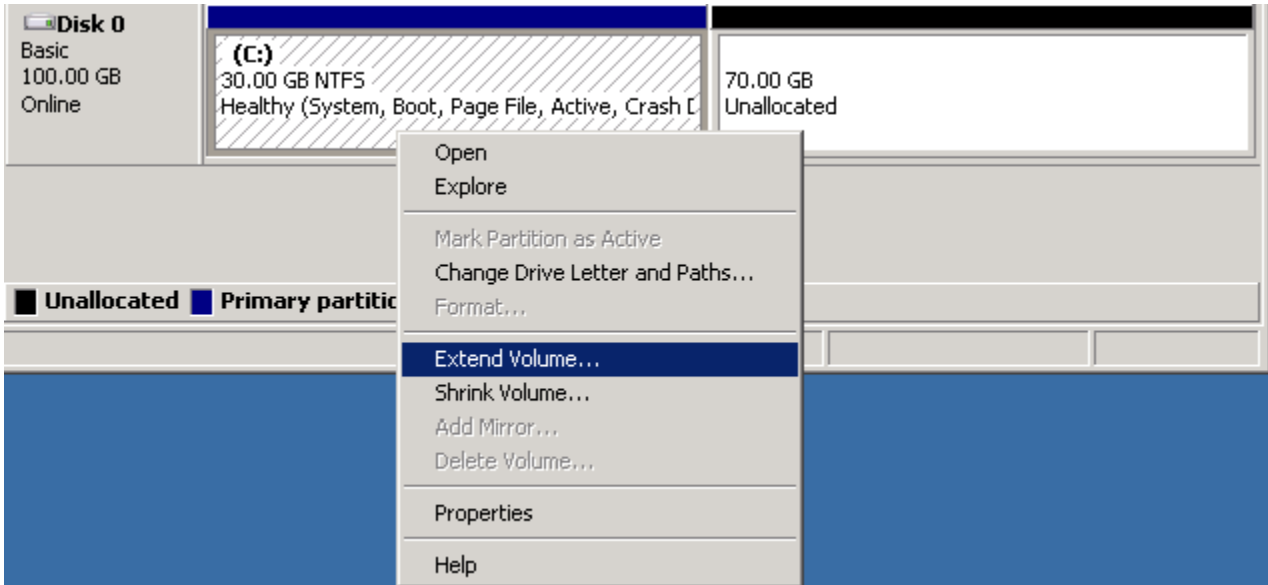 Disk 0
Basic
100.00 GB
Online
(C:)
30.00 GB NTFS
Healthy (System, Boot, Page File, Active, Crash
70.00 GB
Unallocated
Open
Explore
Mark Partition as Active
Change Drive Letter and Paths...
Format...
Unallocated Primary partitic
Extend Volume...
Shrink Volume...
Add Mirror...
Delete Volume...
Properties
Help